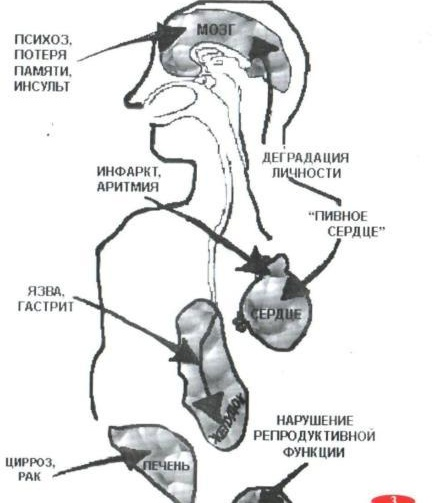 ПСИХОЗ,
ПОТЕРЯ
ПАМЯТИ,
ИНСУЛЬТ
МОЗГ
ДЕГРАДАЦИЯ
ЛИЧНОСТИ
ИНФАРКТ,
АРИТМИЯ
"ПИВНОЕ
СЕРДЦЕ"
ЯЗВА,
ГАСТРИТ
СЕРДЦЕ
ЖЕЛУДОК
НАРУШЕНИЕ
РЕПРОДУКТИВНОЙ
ФУНКЦИИ
ЦИРРОЗ,
РАК
ПЕЧЕНЬ
3